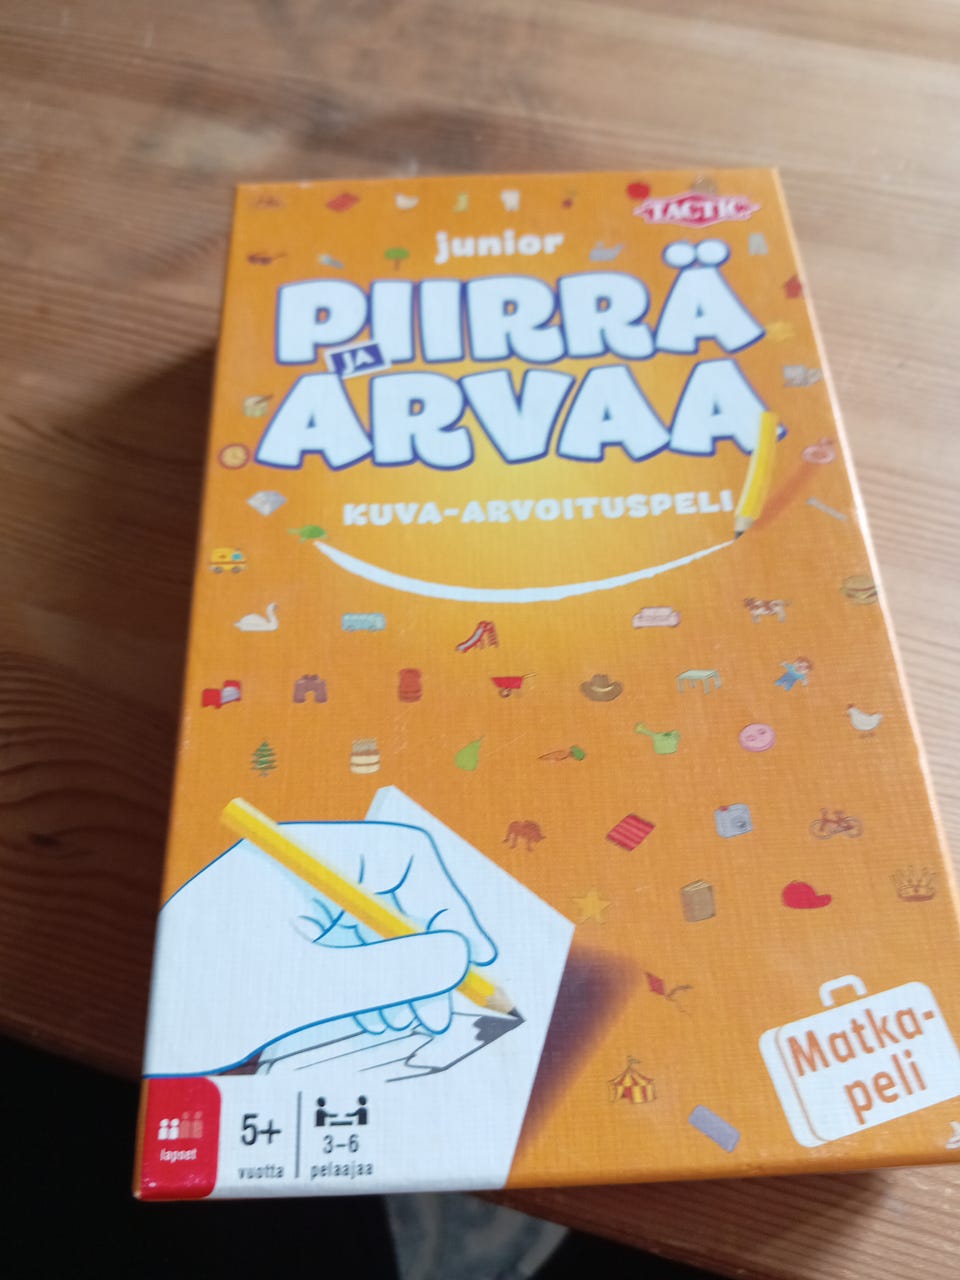 TACTIC
junior
PIIRRÄ
JA
ARVAA
KUVA-ARVOITUSPELI
Matka-
peli
lapset
5+
vuotta
3-6
pelaajaa